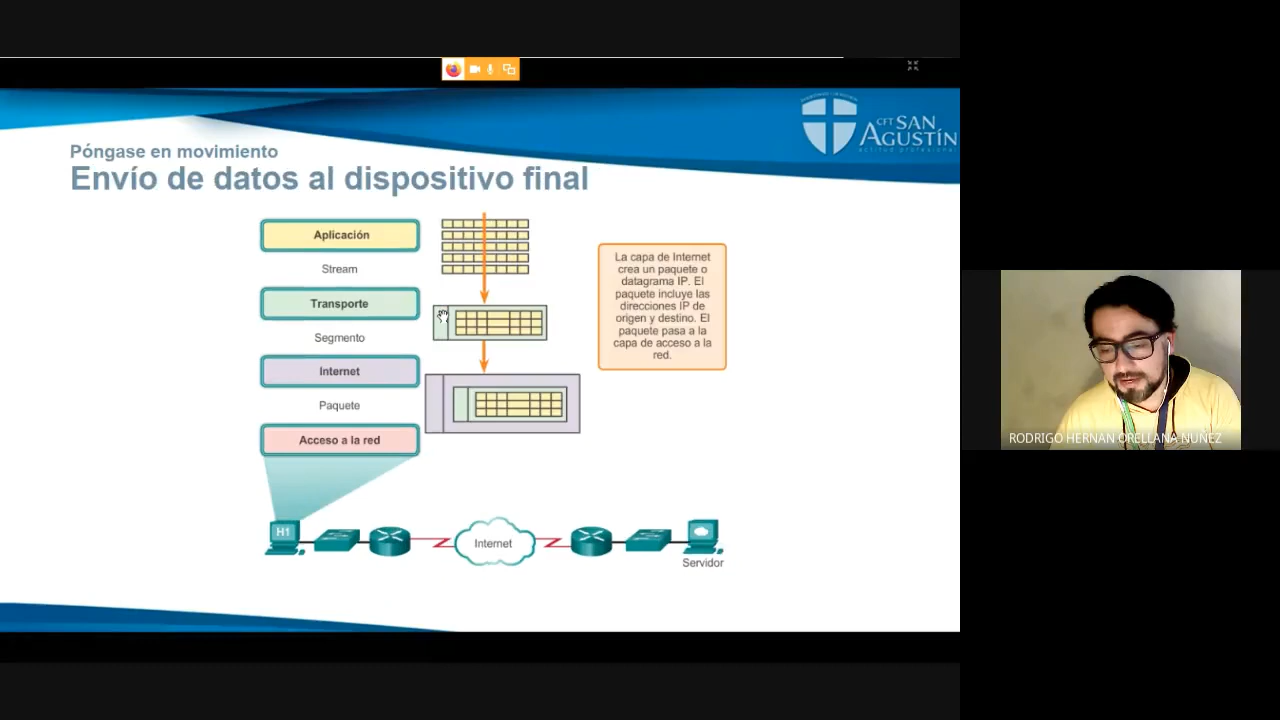 CFT SAN
AGUSTÍN
actitud profesional
Póngase en movimiento
Envío de datos al dispositivo final
Aplicación
Stream
Transporte
Segmento
Internet
Paquete
Acceso a la red
La capa de Internet
crea un paquete o
datagrama IP. El
paquete incluye las
direcciones IP de
origen y destino. El
paquete pasa a la
capa de acceso a la
red.
H1
Internet
Servidor
RODRIGO HERNAN ORELLANA NUÑEZ